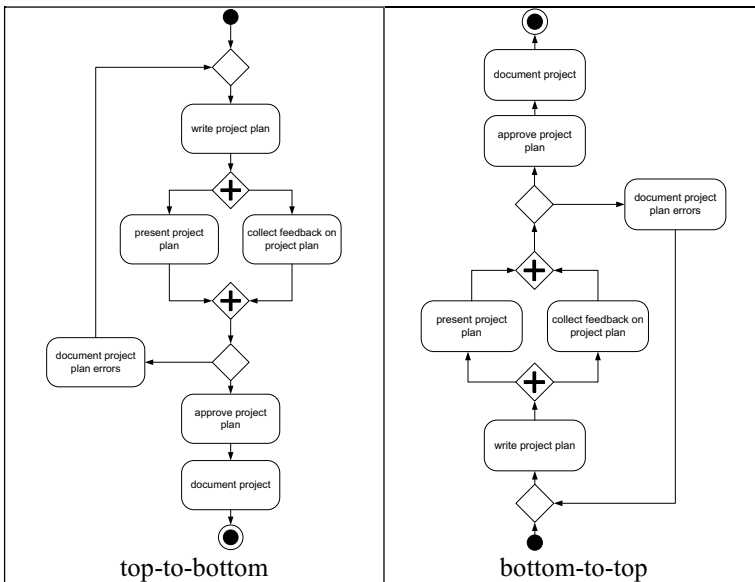 write project plan
present project
plan
collect feedback on
project plan
document project
plan errors
approve project
plan
document project
top-to-bottom
document project
approve project
plan
document project
plan errors
present project
plan
collect feedback on
project plan
write project plan
bottom-to-top